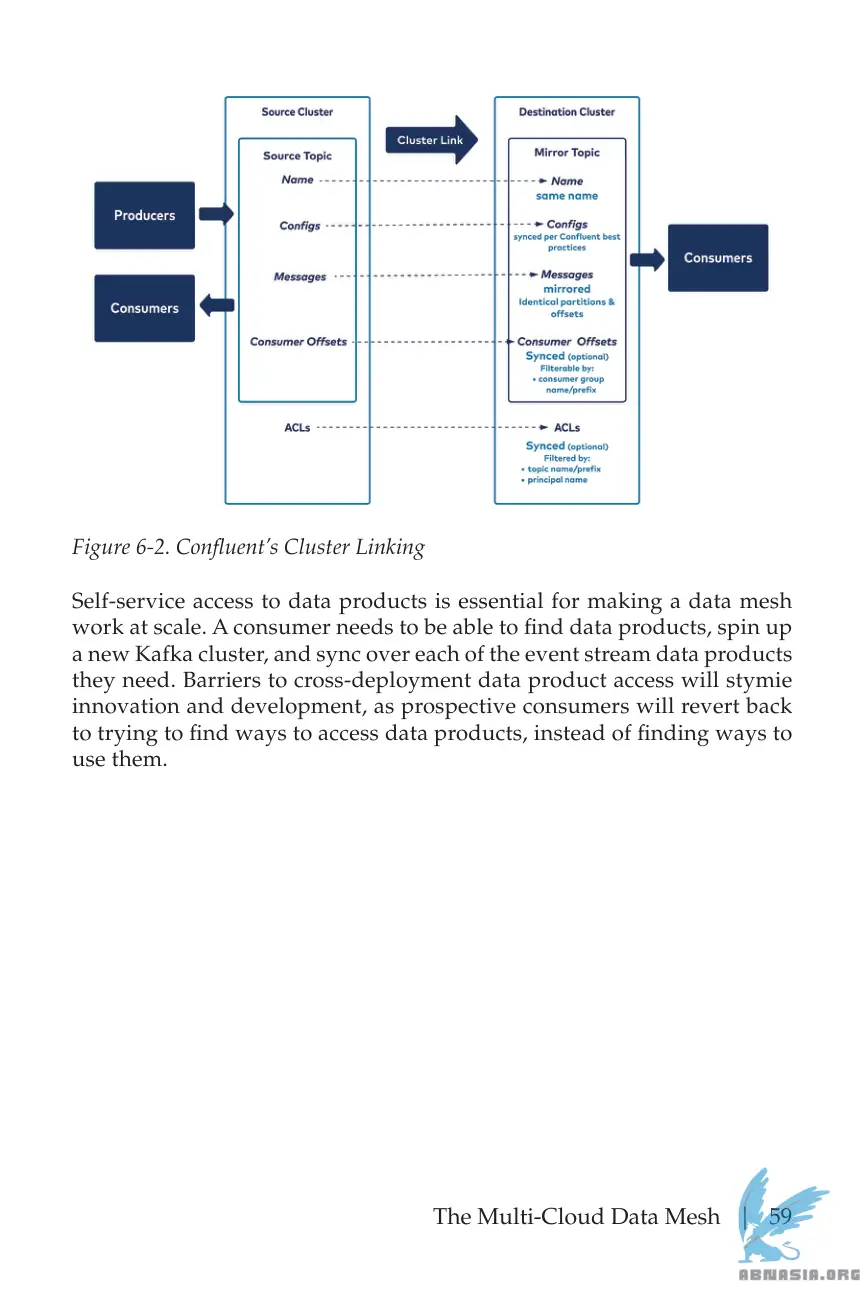 Source Cluster
Destination Cluster
Cluster Link
Source Topic
Mirror Topic
Name
Name
same name
Producers
Configs
Configs
synced per Confluent best
practices
Consumers
Messages
Messages
mirrored
Identical partitions &
offsets
Consumers
Consumer Offsets
Consumer Offsets
Synced (optional)
Filterable by:
• consumer group
name/prefix
ACLs
ACLs
Synced (optional)
Filtered by:
• topic name/prefix
• principal name
Figure 6-2. Confluent’s Cluster Linking
Self-service access to data products is essential for making a data mesh
work at scale. A consumer needs to be able to find data products, spin up
a new Kafka cluster, and sync over each of the event stream data products
they need. Barriers to cross-deployment data product access will stymie
innovation and development, as prospective consumers will revert back
to trying to find ways to access data products, instead of finding ways to
use them.
The Multi-Cloud Data Mesh | 59
ABNASIA.ORG